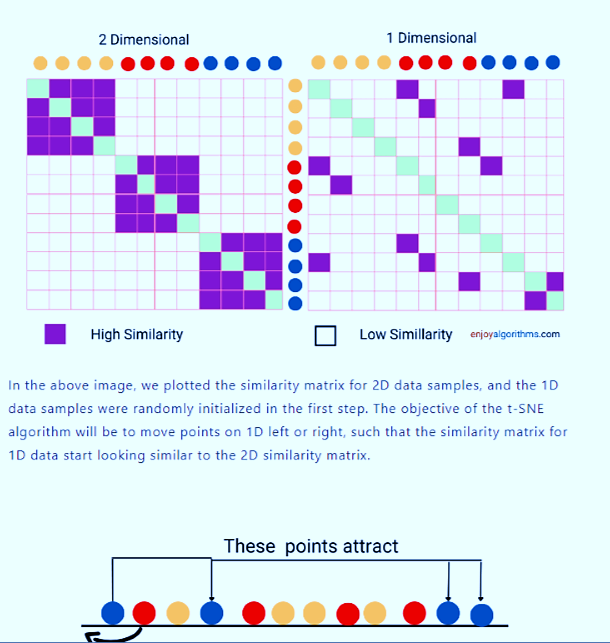 2 Dimensional
1 Dimensional
High Similarity
Low Simillarity
enjoyalgorithms.com
In the above image, we plotted the similarity matrix for 2D data samples, and the 1D
data samples were randomly initialized in the first step. The objective of the t-SNE
algorithm will be to move points on 1D left or right, such that the similarity matrix for
1D data start looking similar to the 2D similarity matrix.
These points attract